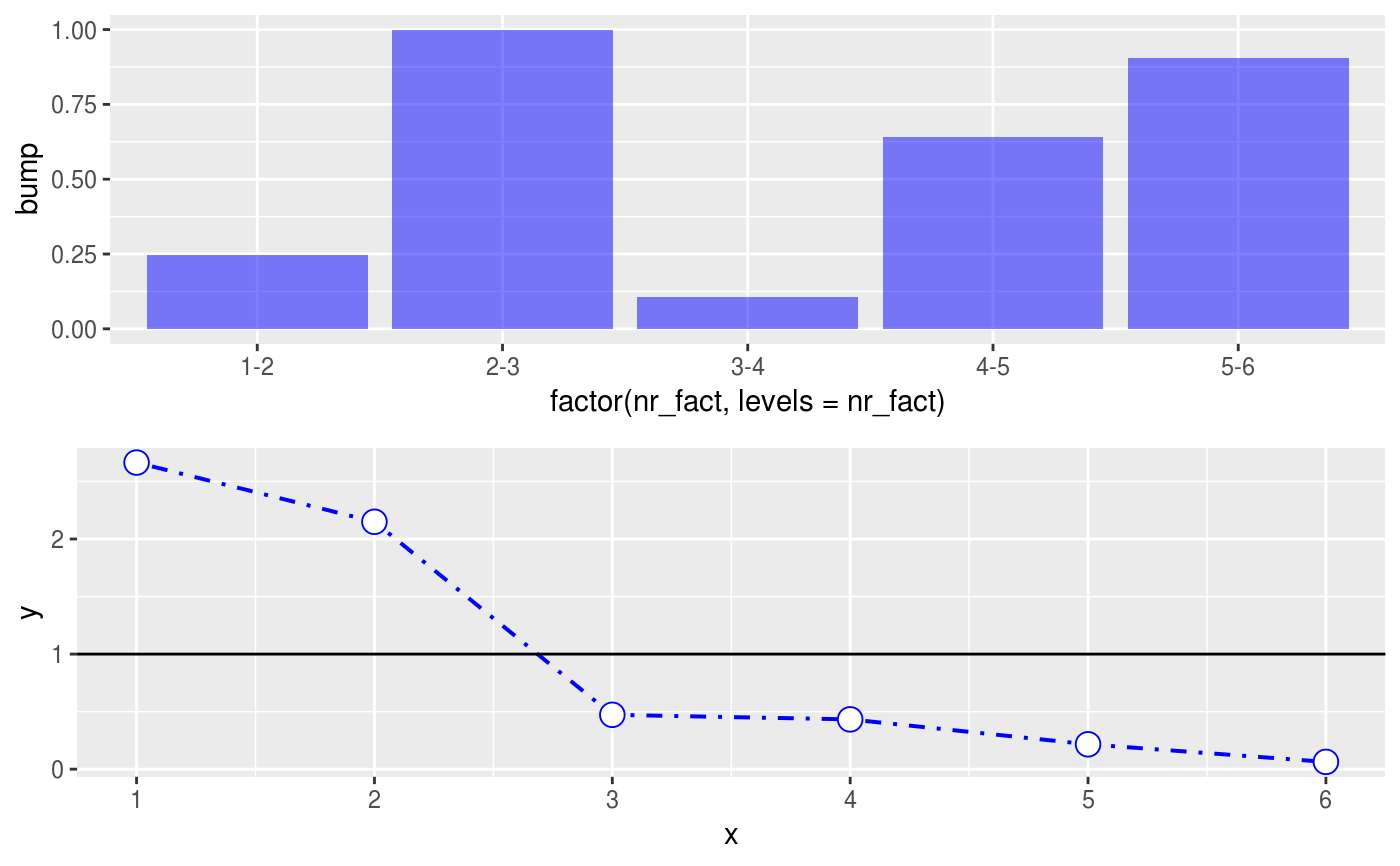 1.00
0.75
0.50
0.25
0.00
bump
1-2 2-3 3-4 4-5 5-6
factor(nr_fact, levels = nr_fact)
2
1
0
y
1 2 3 4 5 6
x